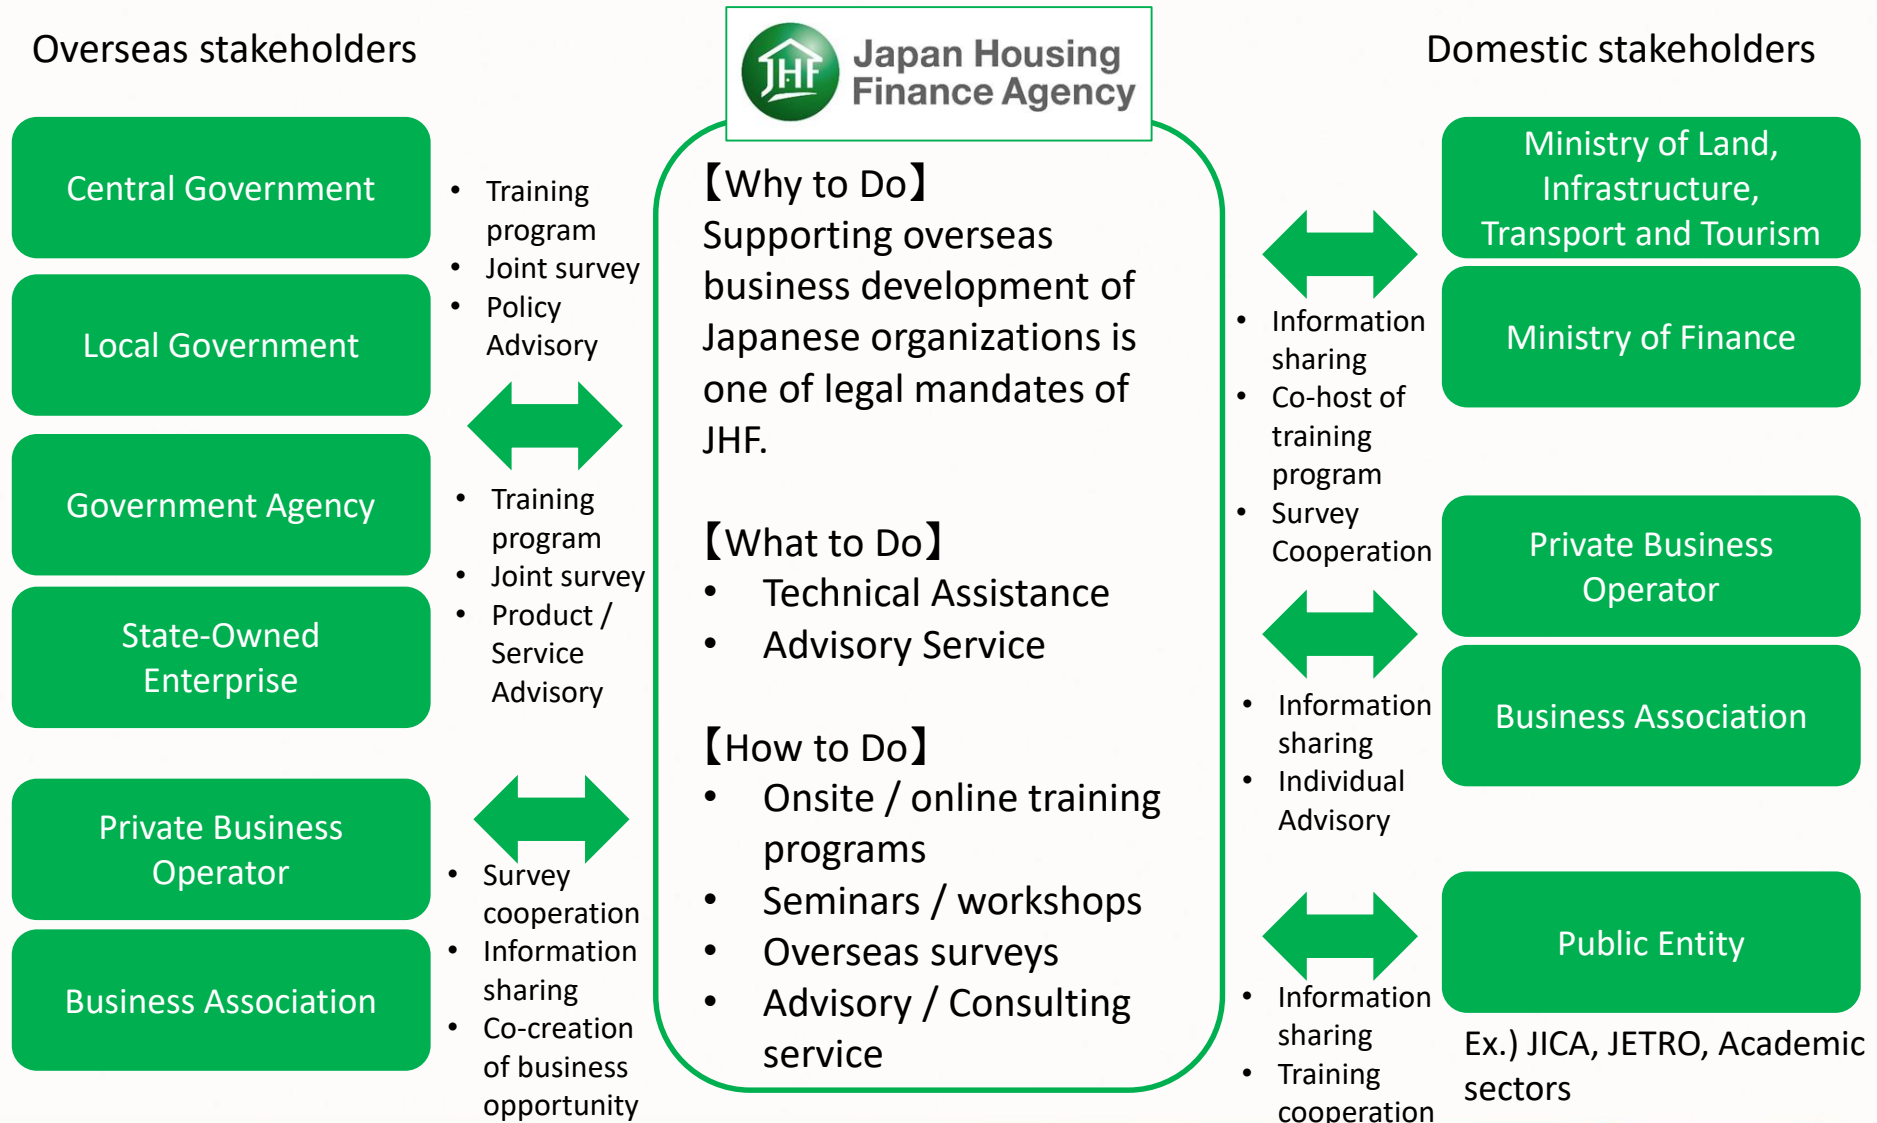 Overseas stakeholders
Central Government
Local Government
Government Agency
State-Owned
Enterprise
Private Business
Operator
Business Association
• Training
program
• Joint survey
• Policy
Advisory
• Training
program
• Joint survey
• Product /
Service
Advisory
• Survey
cooperation
• Information
sharing
• Co-creation
of business
opportunity
JHF
Japan Housing
Finance Agency
【Why to Do】
Supporting overseas
business development of
Japanese organizations is
one of legal mandates of
JHF.
【What to Do】
• Technical Assistance
• Advisory Service
【How to Do】
• Onsite / online training
programs
• Seminars / workshops
• Overseas surveys
• Advisory / Consulting
service
Domestic stakeholders
• Information
sharing
• Co-host of
training
program
• Survey
Cooperation
• Information
sharing
• Individual
Advisory
• Information
sharing
• Training
cooperation
Ministry of Land,
Infrastructure,
Transport and Tourism
Ministry of Finance
Private Business
Operator
Business Association
Public Entity
Ex.) JICA, JETRO, Academic
sectors